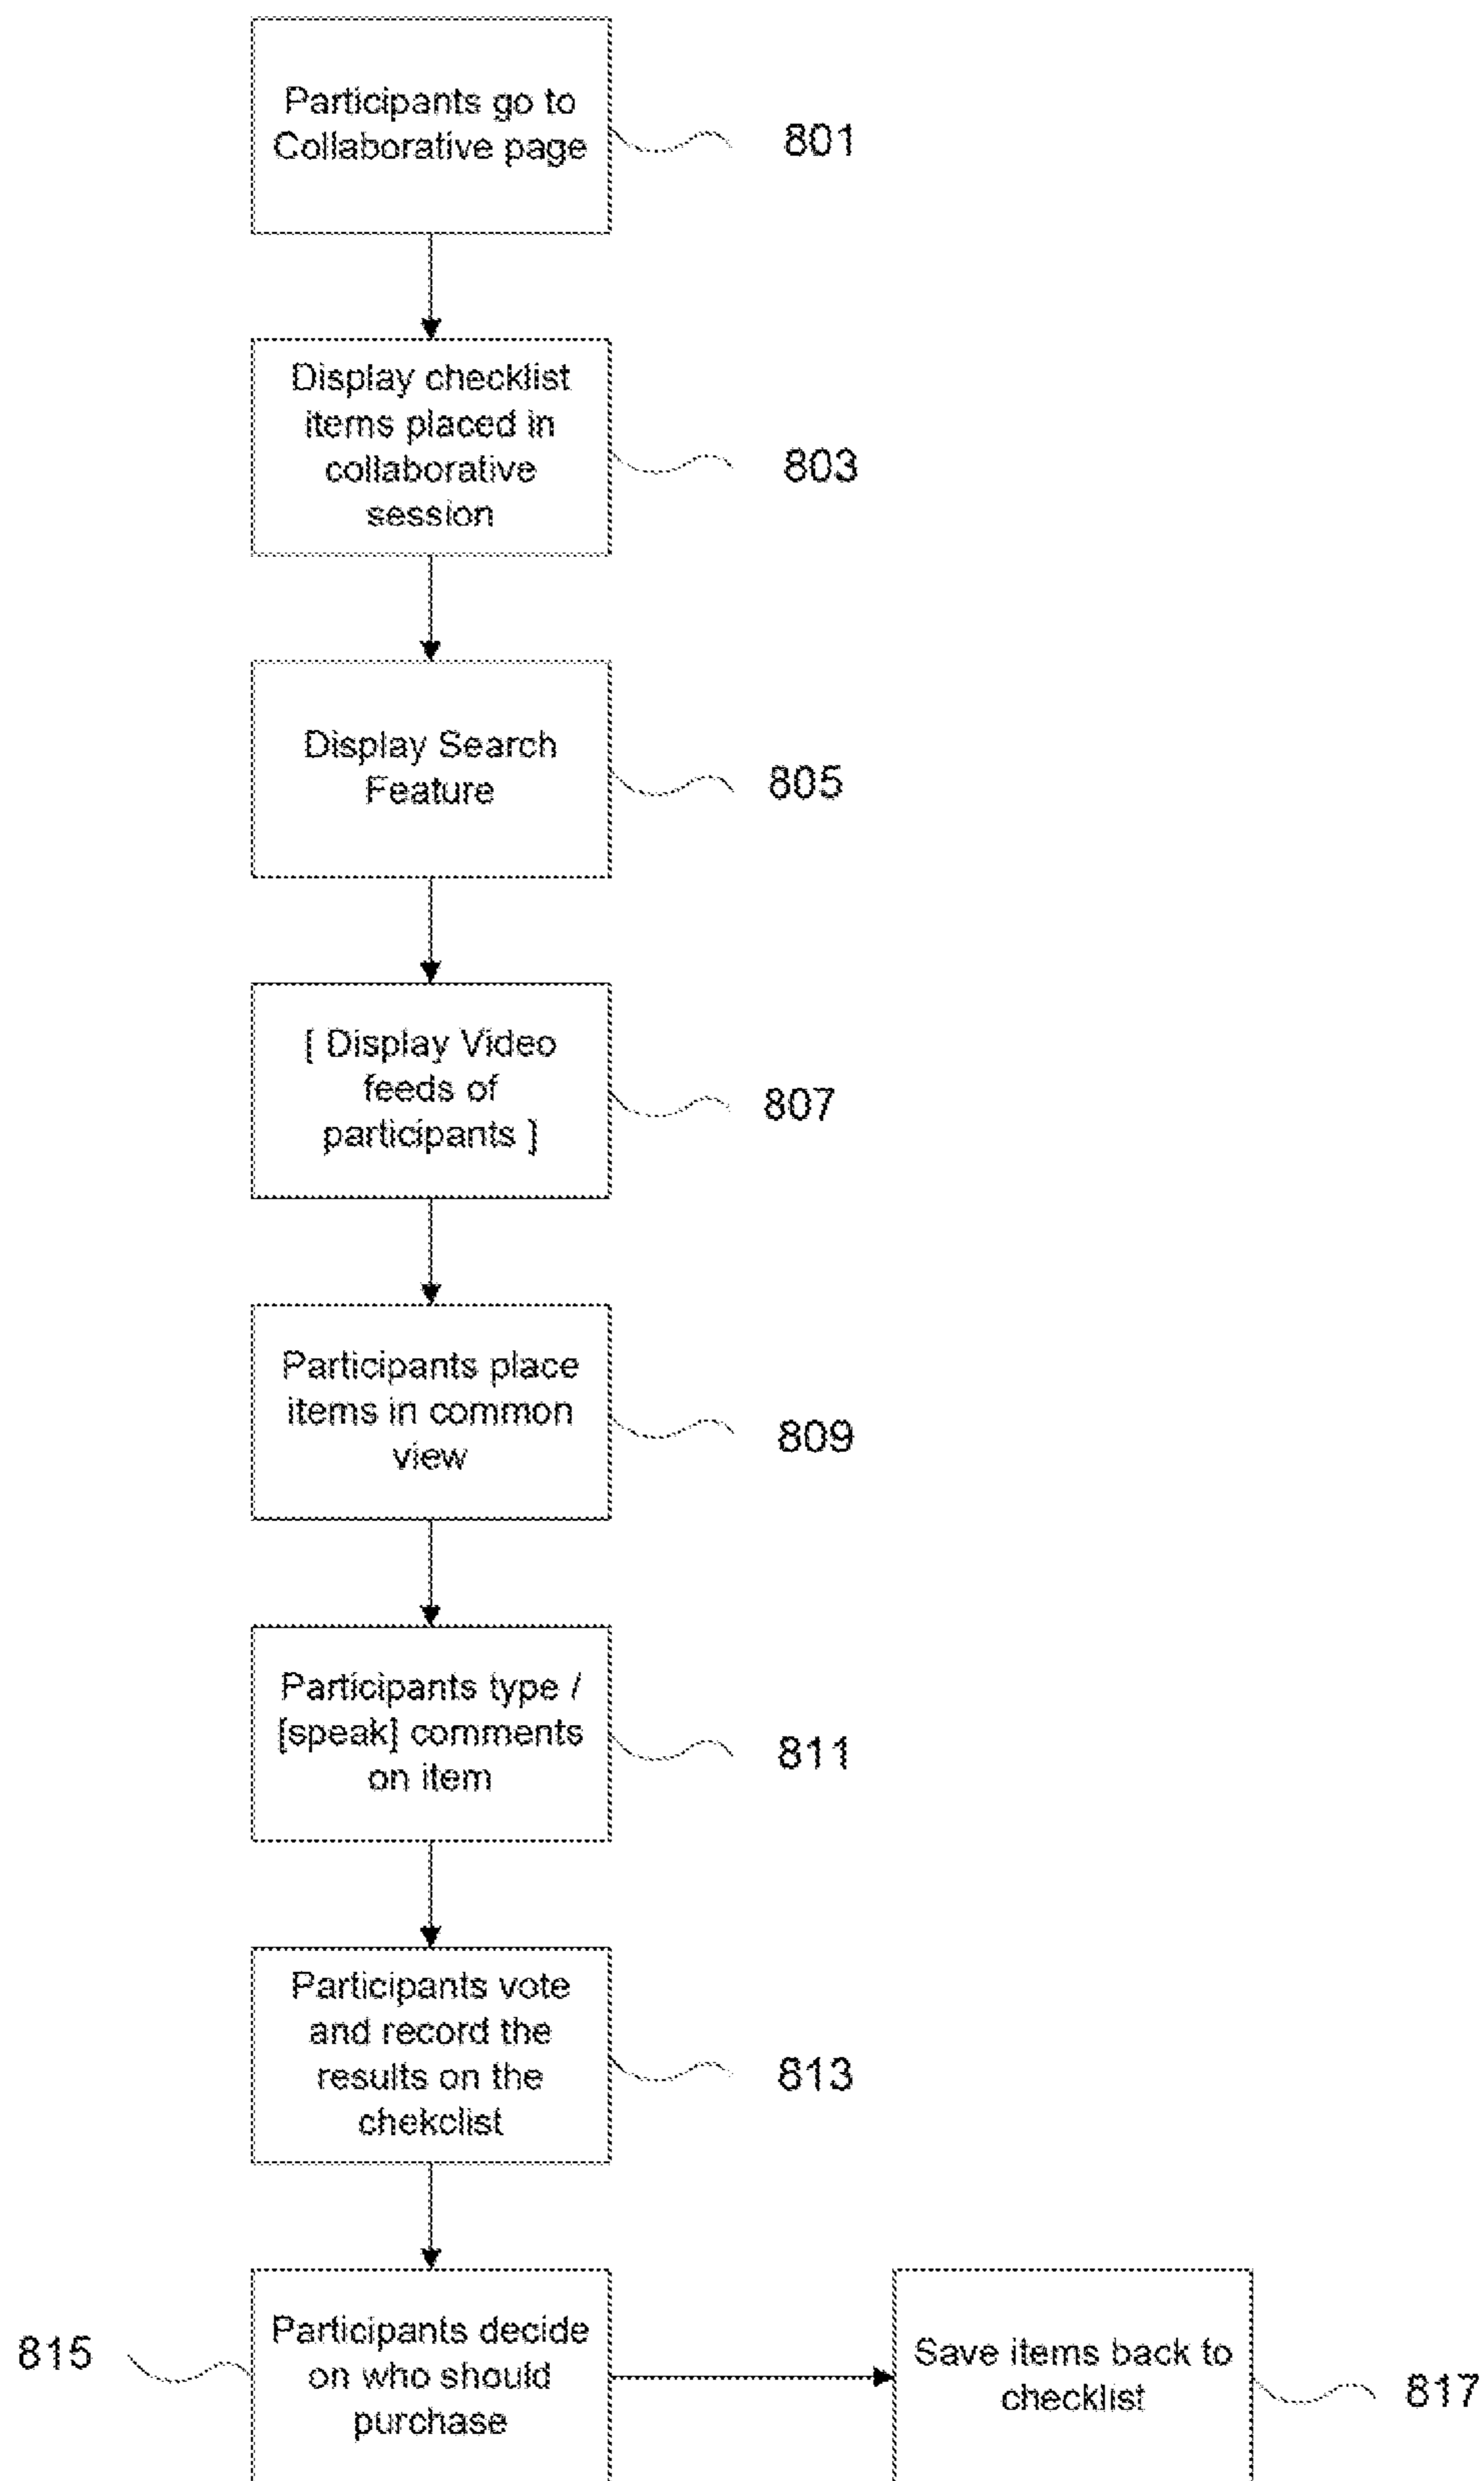 Participants go to
Collaborative page
801
Display checklist
items placed in
collaborative
session
803
Display Search
Feature
805
[ Display Video
feeds of
participants ]
807
Participants place
items in common
view
809
Participants type /
[speak] comments
on item
811
Participants vote
and record the
results on the
chekclist
813
815
Participants decide
on who should
purchase
Save items back to
checklist
817